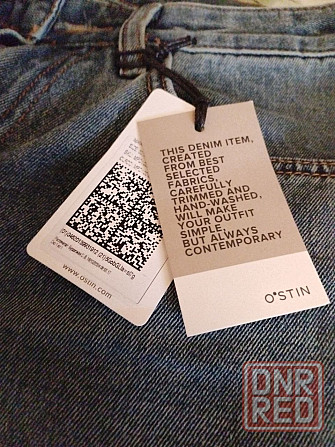 THIS DENIM ITEM,
CREATED
FROM BEST
SELECTED
FABRICS,
CAREFULLY
TRIMMED AND
HAND-WASHED,
WILL MAKE
YOUR OUTFIT
SIMPLE,
BUT ALWAYS
CONTEMPORARY
O'STIN
www.ostin.com
DNR
RED